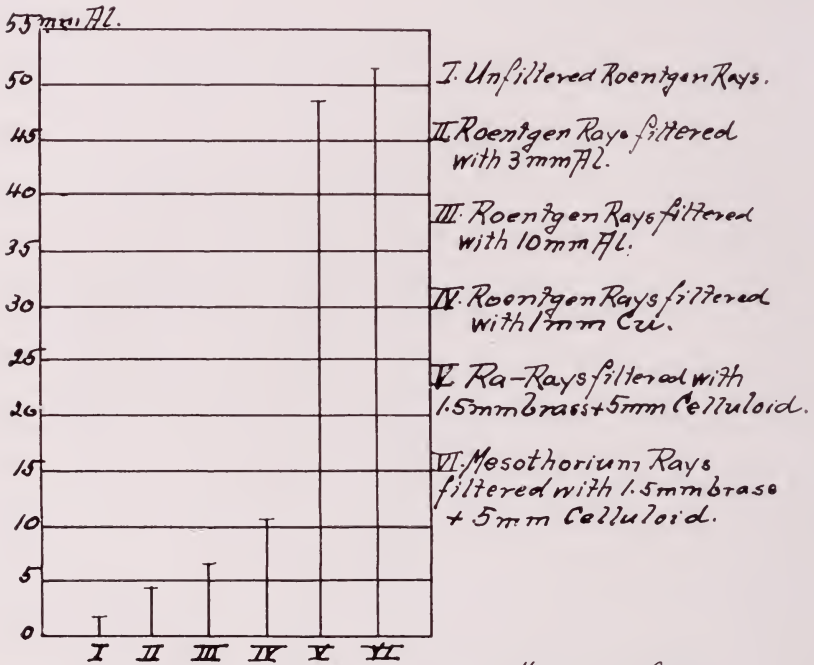 55 mm. Al.
50
45
40
35
30
25
20
15
10
5
0
I II III IV V VI
I. Unfiltered Roentgen Rays.
II. Roentgen Rays filtered
with 3 mm Al.
III. Roentgen Rays filtered
with 10 mm Al.
IV. Roentgen Rays filtered
with 1 mm Cu.
V. Ra-Rays filtered with
1.5 mm brass + 5 mm Celluloid.
VI. Mesothorium Rays
filtered with 1.5 mm brass
+ 5 mm Celluloid.